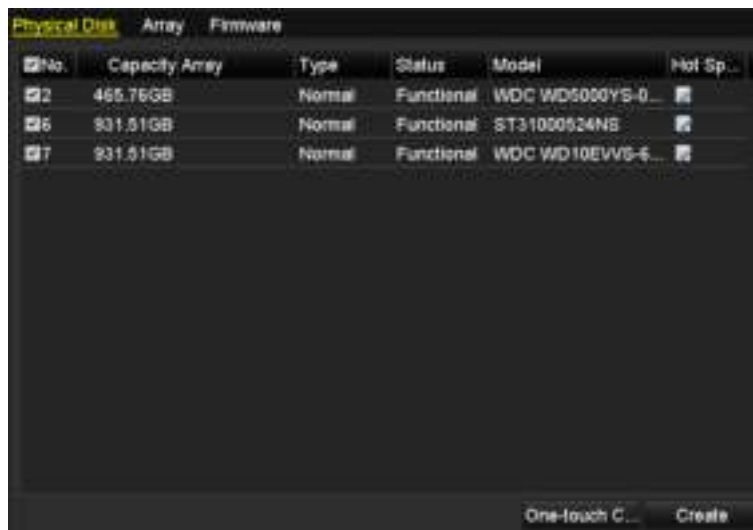 Physical Disk Array Firmware
No. Capacity Array Type Status Model Hot Sp...
2 465.76GB Normal Functional WDC WD5000YS-0...
6 931.51GB Normal Functional ST31000524NS
7 931.51GB Normal Functional WDC WD10EVVS-6...
One-touch C... Create